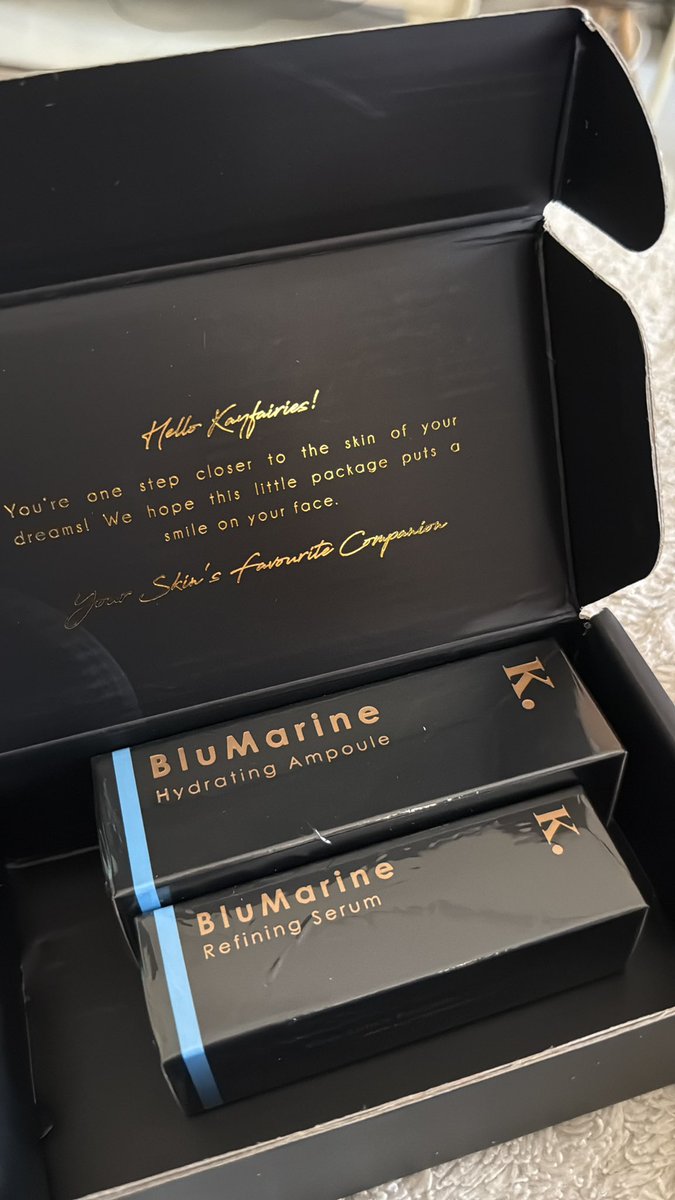 Hello Kayfairies!
You're one step closer to the skin of your
dreams! We hope this little package puts a
smile on your face.
Your Skin's Favourite Companion
K.
BluMarine
Hydrating Ampoule
K.
BluMarine
Refining Serum